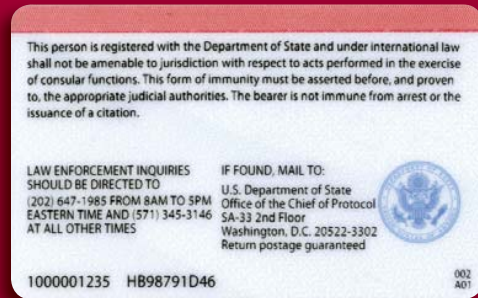 This person is registered with the Department of State and under international law
shall not be amenable to jurisdiction with respect to acts performed in the exercise
of consular functions. This form of immunity must be asserted before, and proven
to, the appropriate judicial authorities. The bearer is not immune from arrest or the
issuance of a citation.
LAW ENFORCEMENT INQUIRIES
SHOULD BE DIRECTED TO
(202) 647-1985 FROM 8AM TO 5PM
EASTERN TIME AND (571) 345-3146
AT ALL OTHER TIMES
IF FOUND, MAIL TO:
U.S. Department of State
Office of the Chief of Protocol
SA-33 2nd Floor
Washington, D.C. 20522-3302
Return postage guaranteed
1000001235 HB98791D46
002
A01